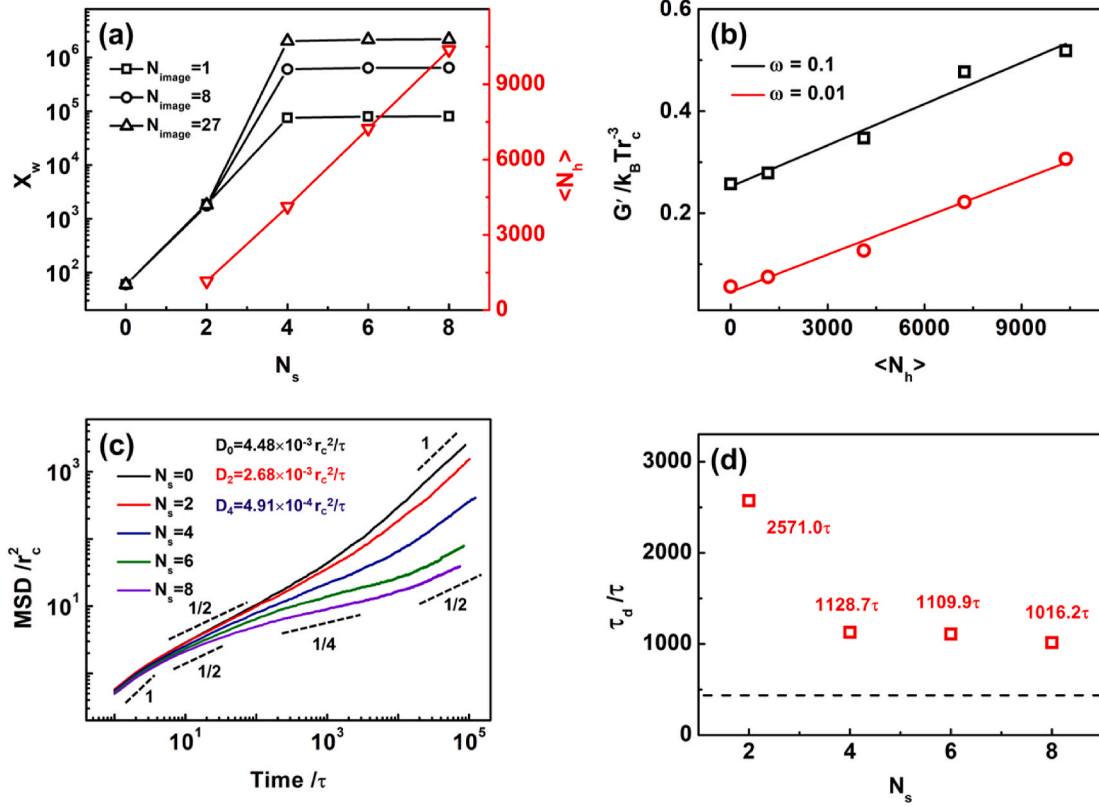 (a)
N_image=1
N_image=8
N_image=27
X_w
10^6
10^5
10^4
10^3
10^2
0 2 4 6 8
N_s
9000
7500
6000
4500
3000
1500
0
<N_h>
(b)
ω = 0.1
ω = 0.01
G′/k_BTr_c^-3
0.6
0.4
0.2
0 3000 6000 9000
<N_h>
(c)
N_s=0
N_s=2
N_s=4
N_s=6
N_s=8
D_0=4.48×10^-3 r_c^2/τ
D_2=2.68×10^-3 r_c^2/τ
D_4=4.91×10^-4 r_c^2/τ
1
1/2
1/2
1/4
1/2
1
MSD /r_c^2
10^3
10^1
10^1 10^3 10^5
Time /τ
(d)
2571.0τ
1128.7τ
1109.9τ
1016.2τ
τ_d/τ
3000
2500
2000
1500
1000
500
0
2 4 6 8
N_s